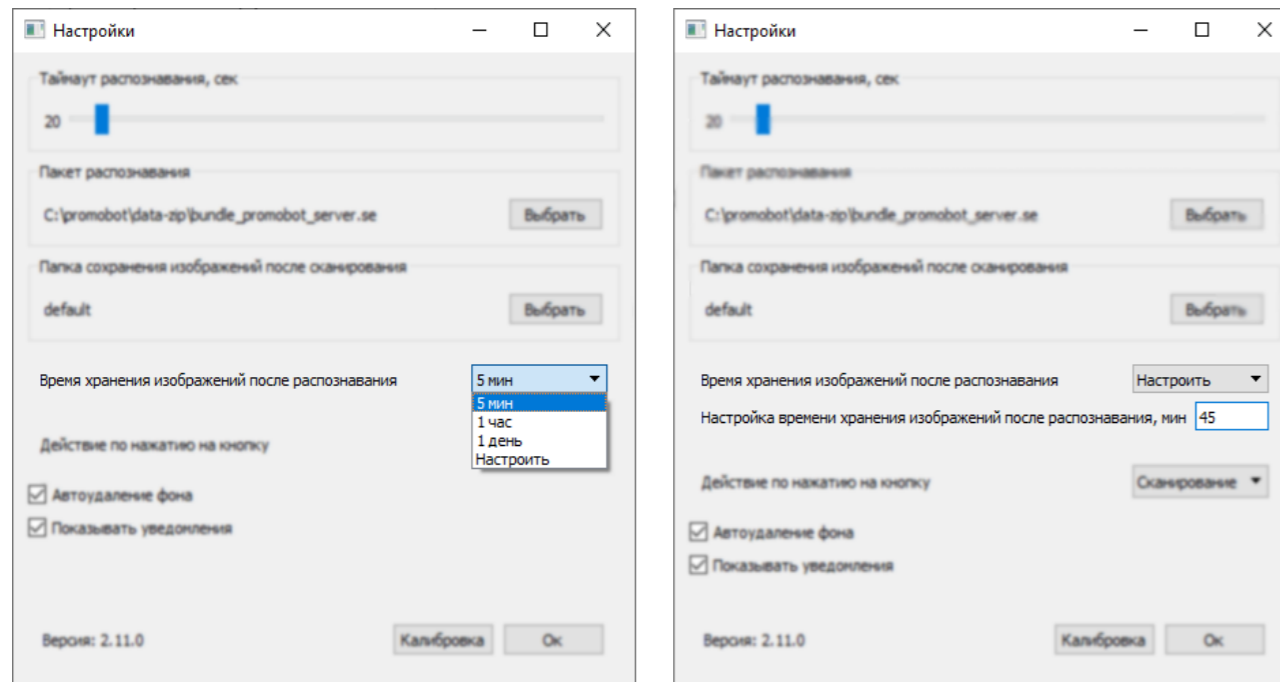 Настройки
Таймаут распознавания, сек
20
Пакет распознавания
C:\promobot\data-zip\bundle_promobot_server.se
Выбрать
Папка сохранения изображений после сканирования
default
Выбрать
Время хранения изображений после распознавания
5 мин
5 мин
1 час
1 день
Настроить
Действие по нажатию на кнопку
Автоудаление фона
Показывать уведомления
Версия: 2.11.0
Калибровка
Ок
Настройки
Таймаут распознавания, сек
20
Пакет распознавания
C:\promobot\data-zip\bundle_promobot_server.se
Выбрать
Папка сохранения изображений после сканирования
default
Выбрать
Время хранения изображений после распознавания
Настроить
Настройка времени хранения изображений после распознавания, мин
45
Действие по нажатию на кнопку
Сканирование
Автоудаление фона
Показывать уведомления
Версия: 2.11.0
Калибровка
Ок